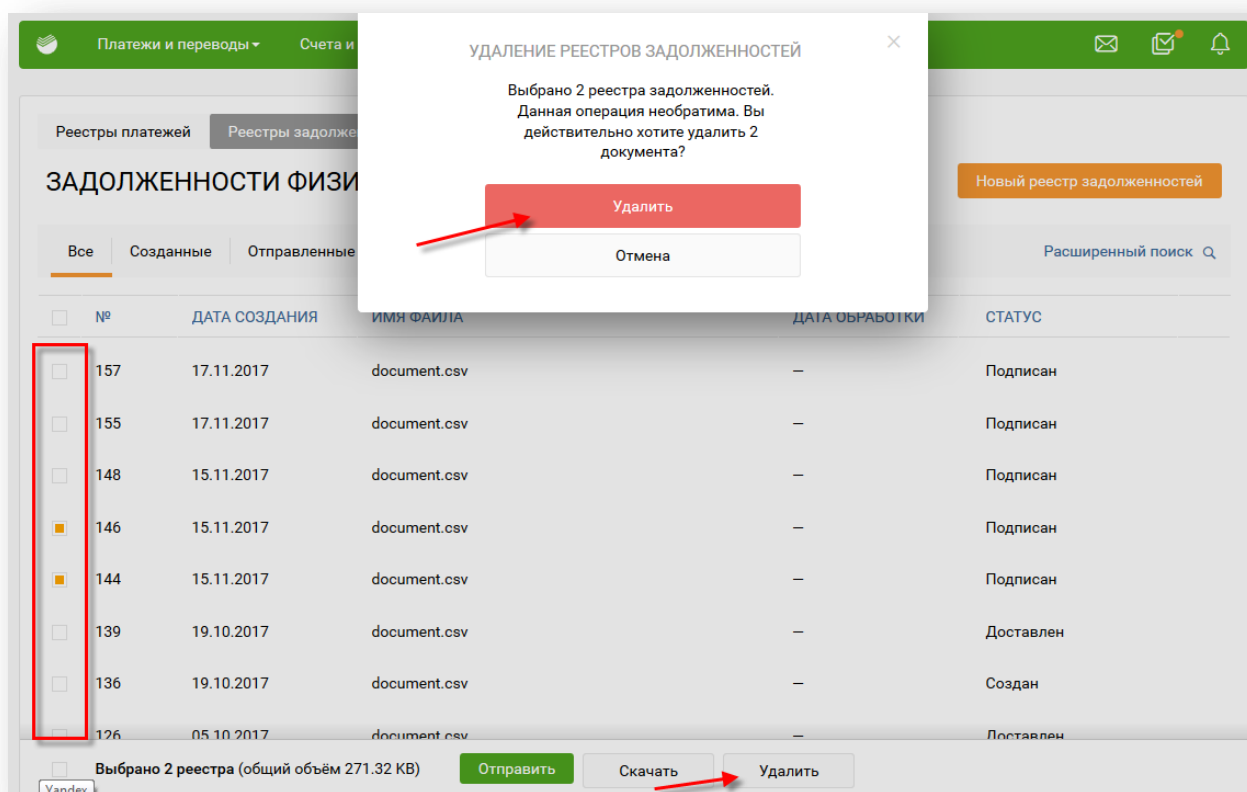 Платежи и переводы
Счета и
УДАЛЕНИЕ РЕЕСТРОВ ЗАДОЛЖЕННОСТЕЙ
Выбрано 2 реестра задолженностей.
Данная операция необратима. Вы
действительно хотите удалить 2
документа?
Удалить
Отмена
Реестры платежей Реестры задолже
ЗАДОЛЖЕННОСТИ ФИЗИ
Новый реестр задолженностей
Все Созданные Отправленные
Расширенный поиск
№ ДАТА СОЗДАНИЯ ИМЯ ФАЙЛА ДАТА ОБРАБОТКИ СТАТУС
157 17.11.2017 document.csv — Подписан
155 17.11.2017 document.csv — Подписан
148 15.11.2017 document.csv — Подписан
146 15.11.2017 document.csv — Подписан
144 15.11.2017 document.csv — Подписан
139 19.10.2017 document.csv — Доставлен
136 19.10.2017 document.csv — Создан
126 05.10.2017 document.csv — Доставлен
Выбрано 2 реестра (общий объём 271.32 KB) Отправить Скачать Удалить
Yandex